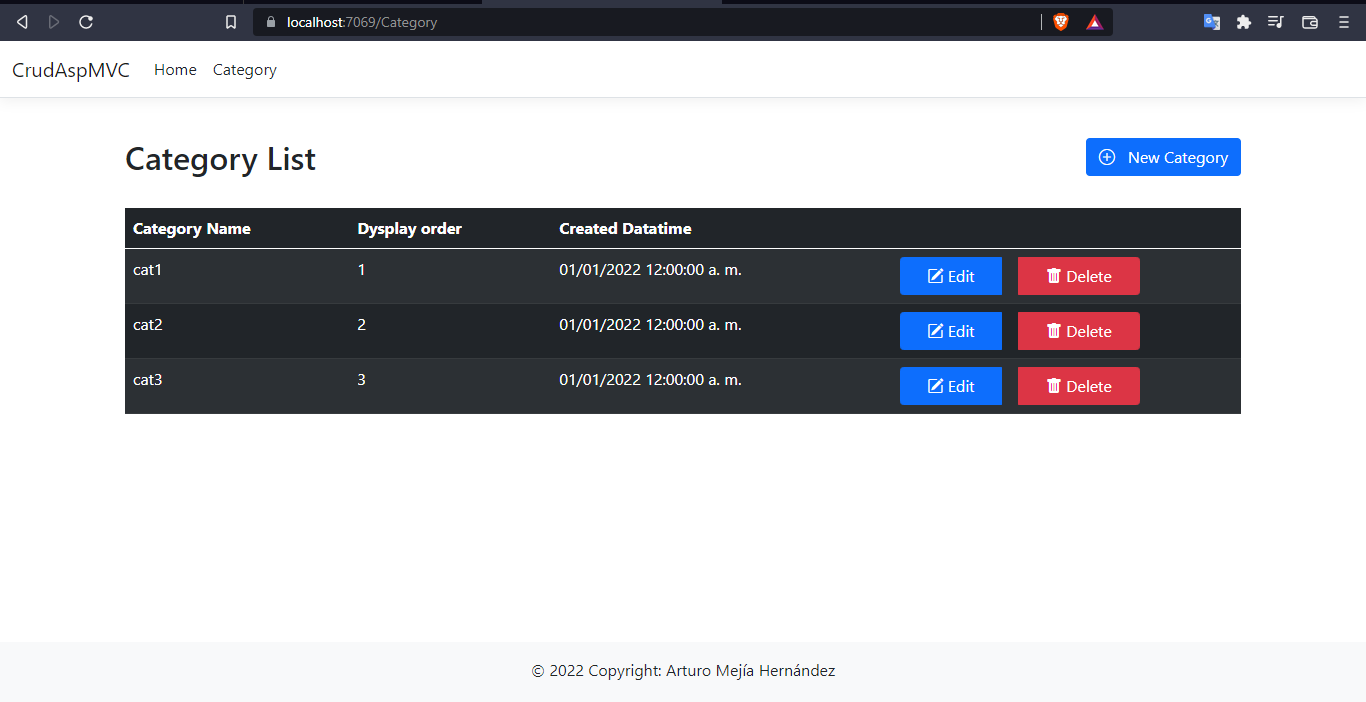 localhost:7069/Category
CrudAspMVC Home Category
Category List
New Category
Category Name Dysplay order Created Datatime
cat1 1 01/01/2022 12:00:00 a. m. Edit Delete
cat2 2 01/01/2022 12:00:00 a. m. Edit Delete
cat3 3 01/01/2022 12:00:00 a. m. Edit Delete
© 2022 Copyright: Arturo Mejía Hernández